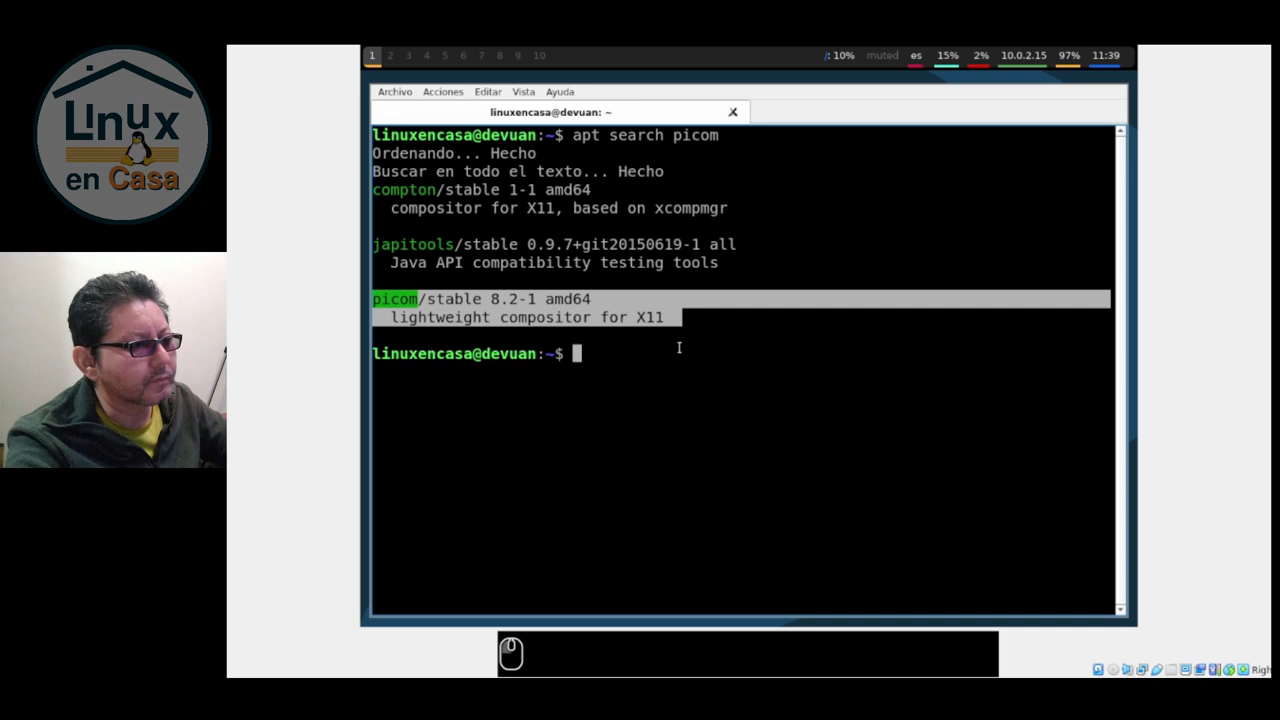 Linux
en Casa
1 2 3 4 5 6 7 8 9 10
/: 10% muted es 15% 2% 10.0.2.15 97% 11:39
Archivo Acciones Editar Vista Ayuda
linuxencasa@devuan: ~ X
linuxencasa@devuan:~$ apt search picom
Ordenando... Hecho
Buscar en todo el texto... Hecho
compton/stable 1-1 amd64
compositor for X11, based on xcompmgr
japitools/stable 0.9.7+git20150619-1 all
Java API compatibility testing tools
picom/stable 8.2-1 amd64
lightweight compositor for X11
linuxencasa@devuan:~$
Righ